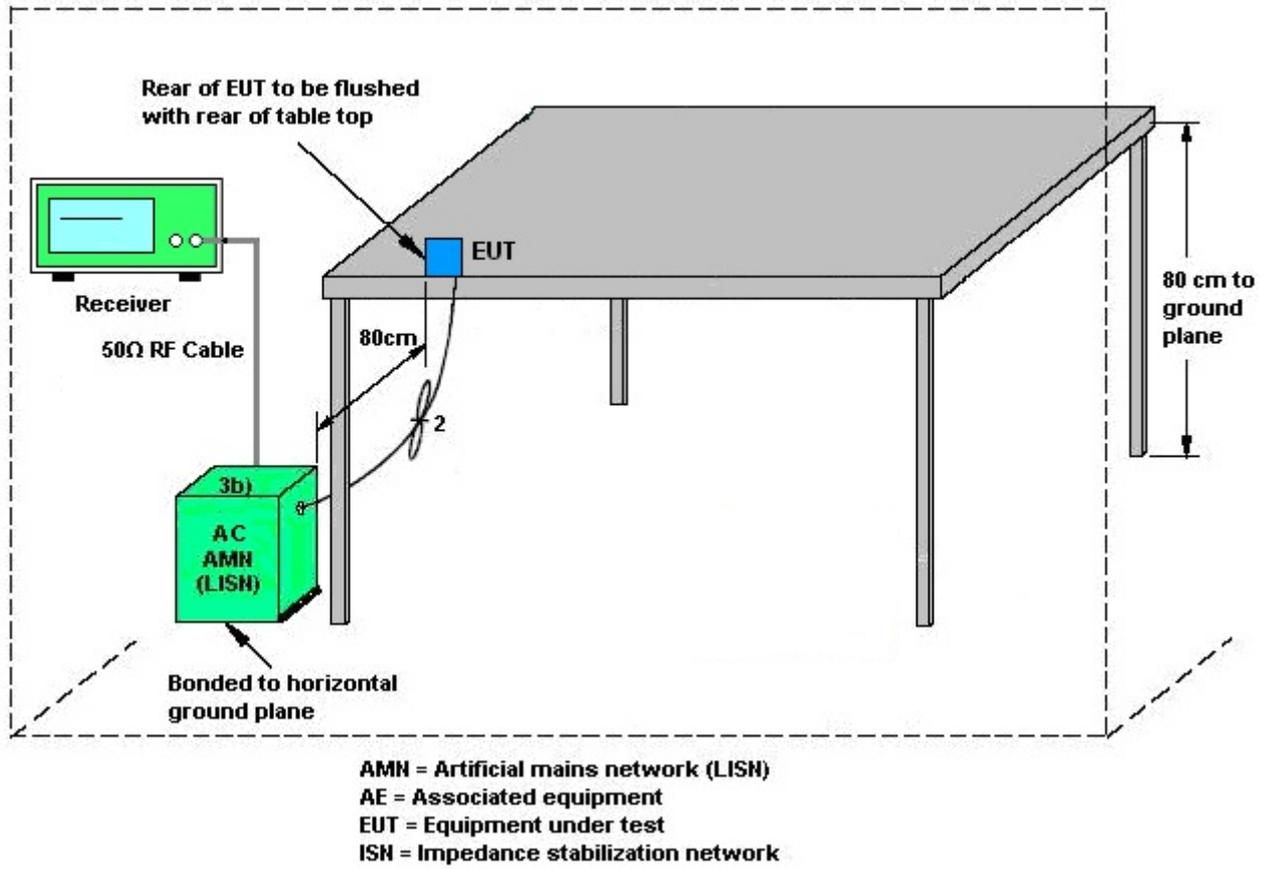 Rear of EUT to be flushed
with rear of table top
EUT
Receiver
50Ω RF Cable
80cm
80 cm to
ground
plane
2
3b)
AC
AMN
(LISN)
Bonded to horizontal
ground plane
AMN = Artificial mains network (LISN)
AE = Associated equipment
EUT = Equipment under test
ISN = Impedance stabilization network